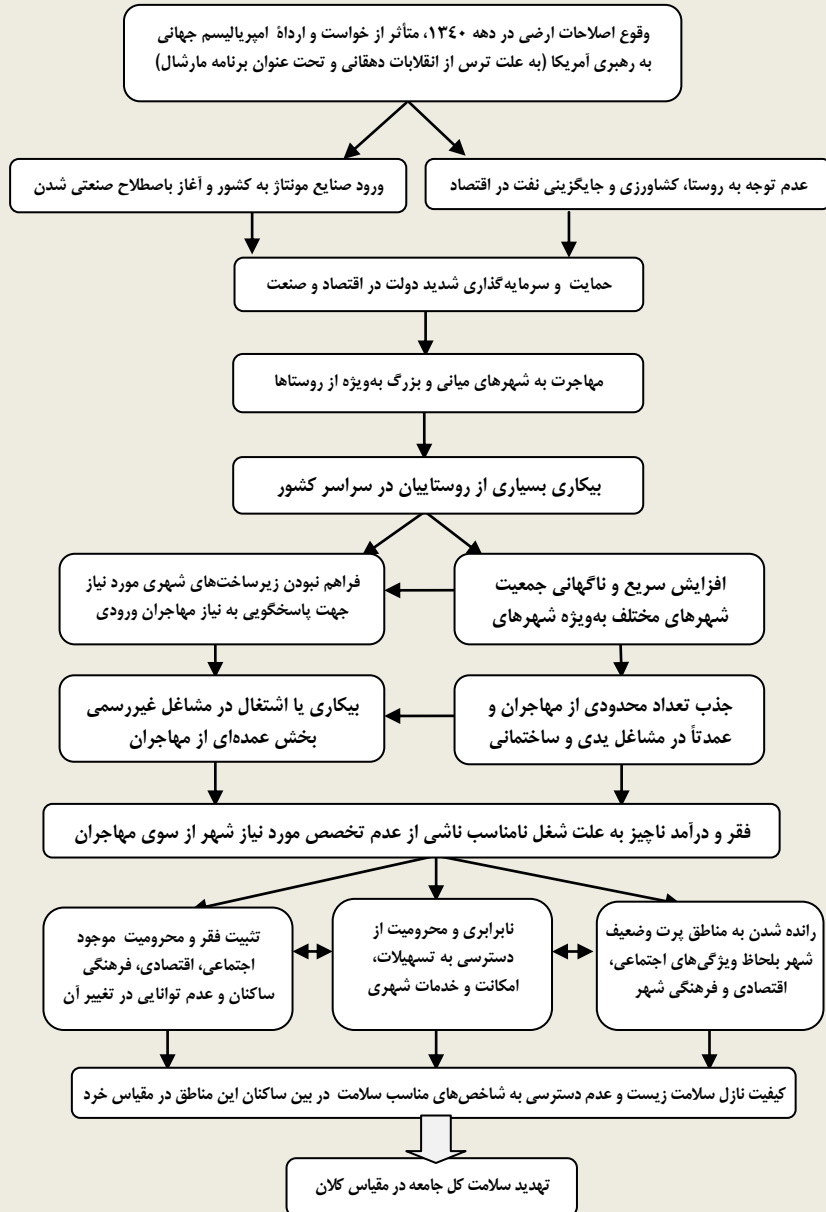 وقوع اصلاحات ارضی در دهه ۱۳۴۰، متأثر از خواست و ارادۀ امپریالیسم جهانی
به رهبری آمریکا (به علت ترس از انقلابات دهقانی و تحت عنوان برنامه مارشال)
عدم توجه به روستا، کشاورزی و جایگزینی نفت در اقتصاد
ورود صنایع مونتاژ به کشور و آغاز باصطلاح صنعتی شدن
حمایت و سرمایه‌گذاری شدید دولت در اقتصاد و صنعت
مهاجرت به شهرهای میانی و بزرگ به‌ویژه از روستاها
بیکاری بسیاری از روستاییان در سراسر کشور
افزایش سریع و ناگهانی جمعیت
شهرهای مختلف به‌ویژه شهرهای
فراهم نبودن زیرساخت‌های شهری مورد نیاز
جهت پاسخگویی به نیاز مهاجران ورودی
جذب تعداد محدودی از مهاجران و
عمدتاً در مشاغل یدی و ساختمانی
بیکاری یا اشتغال در مشاغل غیررسمی
بخش عمده‌ای از مهاجران
فقر و درآمد ناچیز به علت شغل نامناسب ناشی از عدم تخصص مورد نیاز شهر از سوی مهاجران
رانده شدن به مناطق پرت وضعیف
شهر بلحاظ ویژگی‌های اجتماعی،
اقتصادی و فرهنگی شهر
نابرابری و محرومیت از
دسترسی به تسهیلات،
امکانت و خدمات شهری
تثبیت فقر و محرومیت موجود
اجتماعی، اقتصادی، فرهنگی
ساکنان و عدم توانایی در تغییر آن
کیفیت نازل سلامت زیست و عدم دسترسی به شاخص‌های مناسب سلامت در بین ساکنان این مناطق در مقیاس خرد
تهدید سلامت کل جامعه در مقیاس کلان